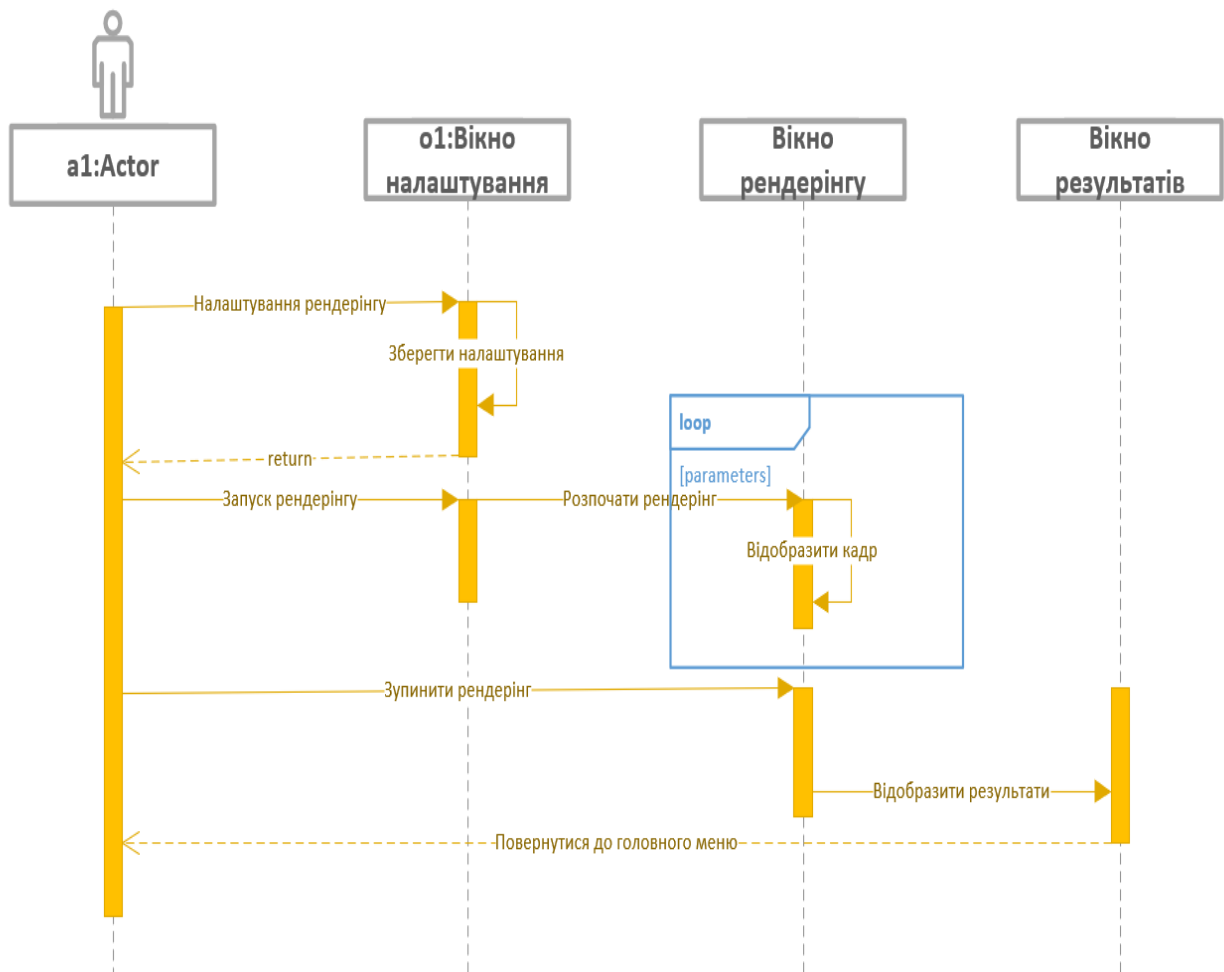 a1:Actor
o1:Вікно
налаштування
Вікно
рендерінгу
Вікно
результатів
Налаштування рендерінгу
Зберегти налаштування
loop
[parameters]
return
Запуск рендерінгу
Розпочати рендерінг
Відобразити кадр
Зупинити рендерінг
Відобразити результати
Повернутися до головного меню